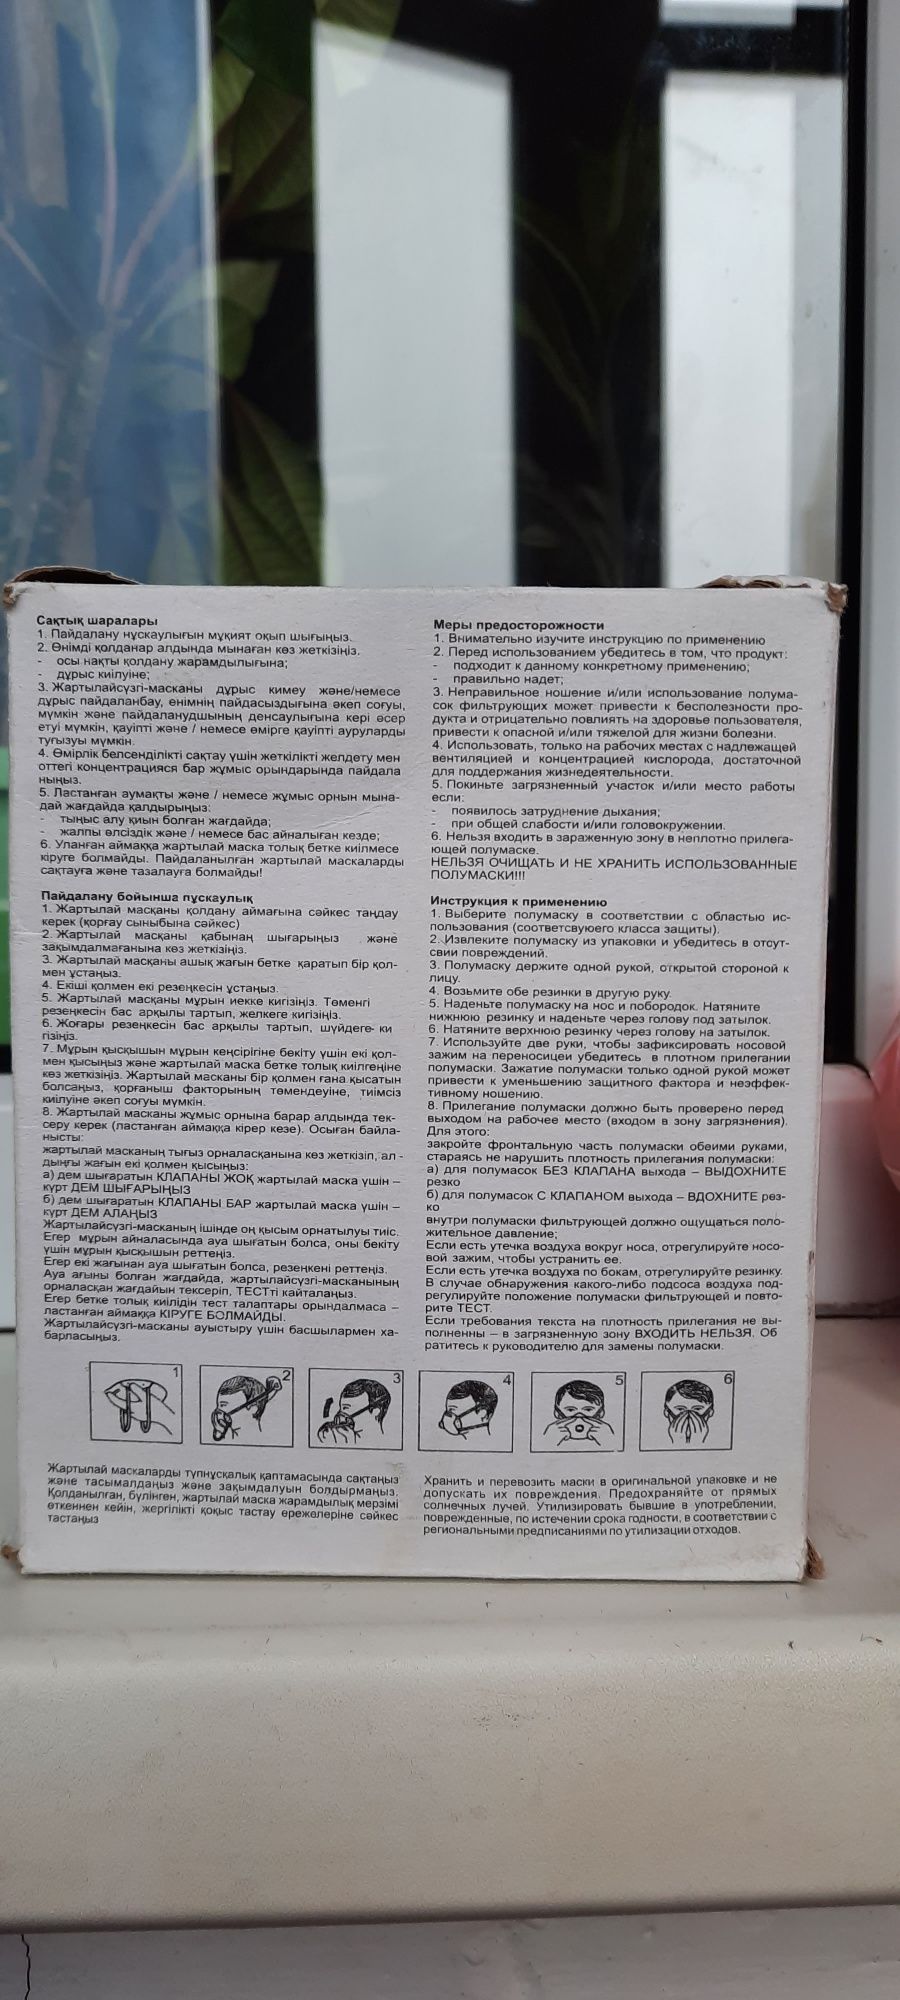 Сақтық шаралары
1. Пайдалану нұскаулығын мұқият оқып шығыңыз.
2. Өнімді қолданар алдында мынаған көз жеткізіңіз.
- осы нақты қолдану жарамдылығына;
- дұрыс киілуіне;
3. Жартылайсүзгі-масканы дұрыс кимеу және/немесе
дұрыс пайдаланбау, өнімнің пайдасыздығына әкеп соғуы,
мүмкін және пайдаланудшының денсаулығына кері әсер
етуі мүмкін, қауіпті және / немесе өмірге қауіпті ауруларды
туғызуы мүмкін.
4. Өмірлік белсенділікті сақтау үшін жеткілікті желдету мен
оттегі концентрацияся бар жұмыс орындарында пайдала
ныңыз.
5. Ластанған аумақты және / немесе жұмыс орнын мына-
дай жағдайда қалдырыңыз:
- тыңыс алу қиын болған жағдайда;
- жалпы әлсіздік және / немесе бас айналыған кезде;
6. Уланған аймаққа жартылай маска толық бетке киілмесе
кіруге болмайды. Пайдаланылған жартылай маскаларды
сақтауға және тазалауға болмайды!
Пайдалану бойынша пұскаулық
1. Жартылай масқаны қолдану аймағына сәйкес таңдау
керек (қорғау сыныбына сәйкес)
2. Жартылай масқаны қабынаң шығарыңыз және
зақымдалмағанына көз жеткізіңіз.
3. Жартылай масқаны ашық жағын бетке қаратып бір қол-
мен ұстаңыз.
4. Екіші қолмен екі резеңкесін ұстаңыз.
5. Жартылай масқаны мұрын иекке кигізіңіз. Төменгі
резеңкесін бас арқылы тартып, желкеге кигізіңіз.
6. Жоғары резеңкесін бас арқылы тартып, шүйдеге- ки
гізіңіз.
7. Мұрын қысқышын мұрын кеңсірігіне бекіту үшін екі қол-
мен қысыңыз және жартылай маска бетке толық киілгеңіне
көз жеткізіңіз. Жартылай масканы бір қолмен ғана қысатын
болсаңыз, қорғаныш факторының төмендеуіне, тиімсіз
киілуіне әкеп соғуы мүмкін.
8. Жартылай масканы жұмыс орнына барар алдында тек-
серу керек (ластанған аймаққа кірер кезе). Осыған байла-
нысты:
жартылай масканың тығыз орналасқанына көз жеткізіп, ал -
дыңғы жағын екі қолмен қысыңыз:
а) дем шығаратын КЛАПАНЫ ЖОҚ жартылай маска үшін –
күрт ДЕМ ШЫҒАРЫҢЫЗ
б) дем шығаратын КЛАПАНЫ БАР жартылай маска үшін –
күрт ДЕМ АЛАҢЫЗ
Жартылайсүзгі-масканың ішінде оң қысым орнатылуы тиіс.
Егер мұрын айналасында ауа шығатын болса, оны бекіту
үшін мұрын қысқышын реттеңіз.
Егер екі жағынан ауа шығатын болса, резеңкені реттеңіз.
Ауа ағыны болған жағдайда, жартылайсүзгі-масканының
орналасқан жағдайын тексеріп, ТЕСТті кайталаңыз.
Егер бетке толық киілідін тест талаптары орындалмаса –
ластанған аймаққа КІРУГЕ БОЛМАЙДЫ.
Жартылайсүзгі-масканы ауыстыру үшін басшылармен ха-
барласыңыз.
Меры предосторожности
1. Внимательно изучите инструкцию по применению
2. Перед использованием убедитесь в том, что продукт:
- подходит к данному конкретному применению;
- правильно надет;
3. Неправильное ношение и/или использование полума-
сок фильтрующих может привести к бесполезности про-
дукта и отрицательно повлиять на здоровье пользователя,
привести к опасной и/или тяжелой для жизни болезни.
4. Использовать, только на рабочих местах с надлежащей
вентиляцией и концентрацией кислорода, достаточной
для поддержания жизнедеятельности.
5. Покиньте загрязненный участок и/или место работы
если:
- появилось затруднение дыхания;
- при общей слабости и/или головокружении.
6. Нельзя входить в зараженную зону в неплотно прилега-
ющей полумаске.
НЕЛЬЗЯ ОЧИЩАТЬ И НЕ ХРАНИТЬ ИСПОЛЬЗОВАННЫЕ
ПОЛУМАСКИ!!!
Инструкция к применению
1. Выберите полумаску в соответствии с областью ис-
пользования (соответсвуюего класса защиты).
2. Извлеките полумаску из упаковки и убедитесь в отсут-
свии повреждений.
3. Полумаску держите одной рукой, открытой стороной к
лицу.
4. Возьмите обе резинки в другую руку.
5. Наденьте полумаску на нос и побородок. Натяните
нижнюю резинку и наденьте через голову под затылок.
6. Натяните верхнюю резинку через голову на затылок.
7. Используйте две руки, чтобы зафиксировать носовой
зажим на переносицеи убедитесь в плотном прилегании
полумаски. Зажатие полумаски только одной рукой может
привести к уменьшению защитного фактора и неэффек-
тивному ношению.
8. Прилегание полумаски должно быть проверено перед
выходом на рабочее место (входом в зону загрязнения).
Для этого:
закройте фронтальную часть полумаски обеими руками,
стараясь не нарушить плотность прилегания полумаски:
а) для полумасок БЕЗ КЛАПАНА выхода – ВЫДОХНИТЕ
резко
б) для полумасок С КЛАПАНОМ выхода – ВДОХНИТЕ рез-
ко
внутри полумаски фильтрующей должно ощущаться поло-
жительное давление;
Если есть утечка воздуха вокруг носа, отрегулируйте носо-
вой зажим, чтобы устранить ее.
Если есть утечка воздуха по бокам, отрегулируйте резинку.
В случае обнаружения какого-либо подсоса воздуха под-
регулируйте положение полумаски фильтрующей и повто-
рите ТЕСТ.
Если требования текста на плотность прилегания не вы-
полненны – в загрязненную зону ВХОДИТЬ НЕЛЬЗЯ. Об
ратитесь к руководителю для замены полумаски.
1 2 3 4 5 6
Жартылай маскаларды түпнұсқалық қаптамасында сақтаңыз
және тасымалдаңыз және зақымдалуын болдырмаңыз.
Қолданылған, бүлінген, жартылай маска жарамдылық мерзімі
өткеннен кейін, жергілікті қоқыс тастау ережелеріне сәйкес
тастаңыз
Хранить и перевозить маски в оригинальной упаковке и не
допускать их повреждения. Предохраняйте от прямых
солнечных лучей. Утилизировать бывшие в употреблении,
поврежденные, по истечении срока годности, в соответствии с
региональными предписаниями по утилизации отходов.